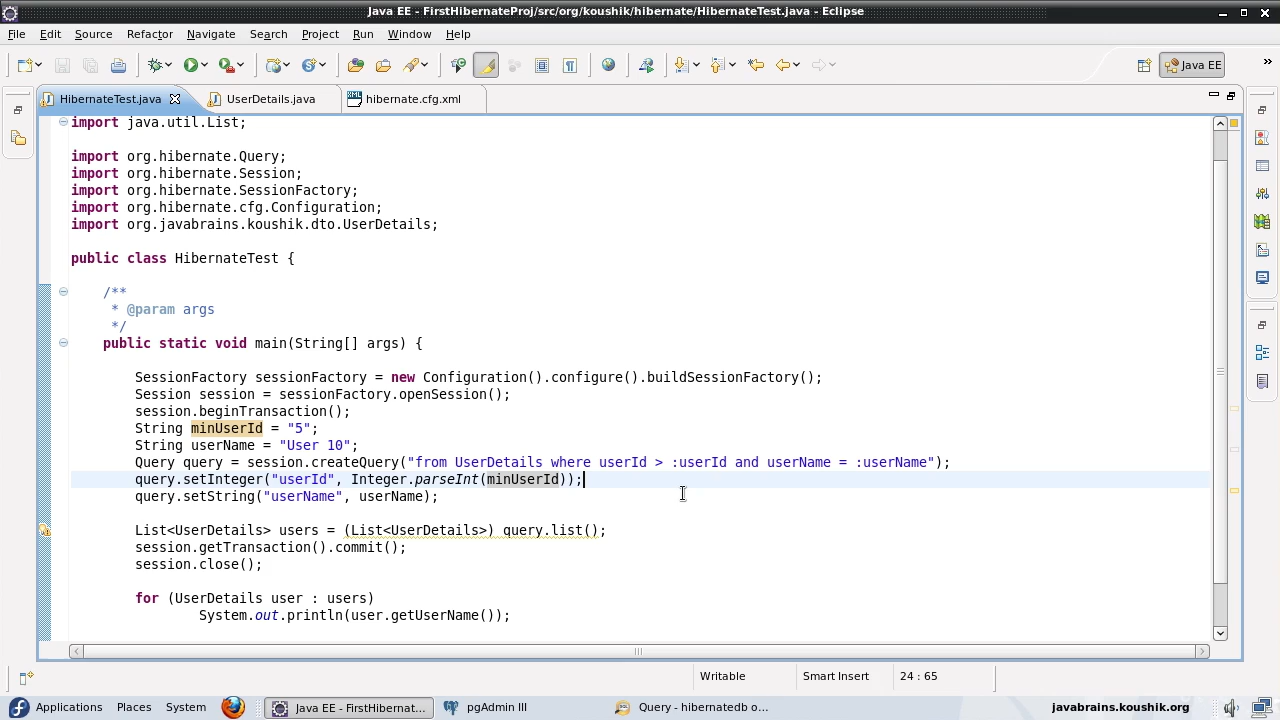 Java EE - FirstHibernateProj/src/org/koushik/hibernate/HibernateTest.java - Eclipse
File Edit Source Refactor Navigate Search Project Run Window Help
Java EE
HibernateTest.java UserDetails.java hibernate.cfg.xml
import java.util.List;
import org.hibernate.Query;
import org.hibernate.Session;
import org.hibernate.SessionFactory;
import org.hibernate.cfg.Configuration;
import org.javabrains.koushik.dto.UserDetails;
public class HibernateTest {
/**
* @param args
*/
public static void main(String[] args) {
SessionFactory sessionFactory = new Configuration().configure().buildSessionFactory();
Session session = sessionFactory.openSession();
session.beginTransaction();
String minUserId = "5";
String userName = "User 10";
Query query = session.createQuery("from UserDetails where userId > :userId and userName = :userName");
query.setInteger("userId", Integer.parseInt(minUserId));
query.setString("userName", userName);
List<UserDetails> users = (List<UserDetails>) query.list();
session.getTransaction().commit();
session.close();
for (UserDetails user : users)
System.out.println(user.getUserName());
Writable Smart Insert 24 : 65
Applications Places System Java EE - FirstHibernat... pgAdmin III Query - hibernatedb o... javabrains.koushik.org